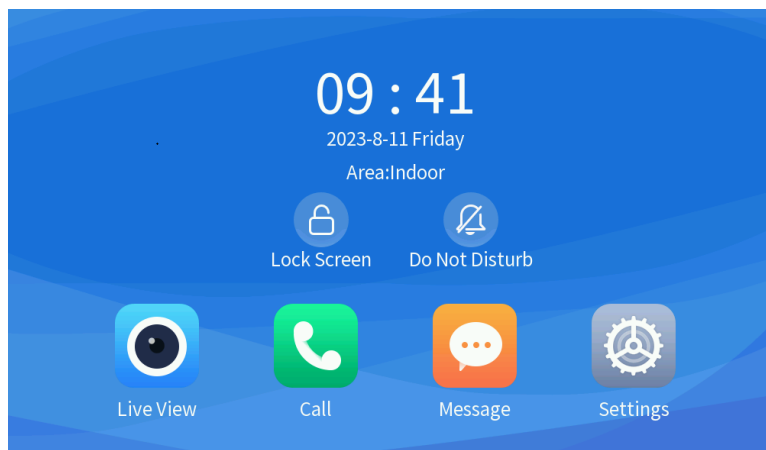 09 : 41
2023-8-11 Friday
Area:Indoor
Lock Screen Do Not Disturb
Live View Call Message Settings